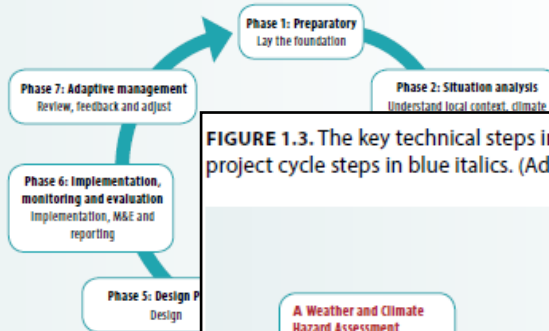 Phase 1: Preparatory
Lay the foundation
Phase 2: Situation analysis
Understand local context, climate
Phase 7: Adaptive management
Review, feedback and adjust
FIGURE 1.3. The key technical steps
project cycle steps in blue italics.
Phase 6: Implementation,
monitoring and evaluation
Implementation, M&E and
reporting
Phase 5: Design
Design
A Weather and Climate
Hazard Assessment